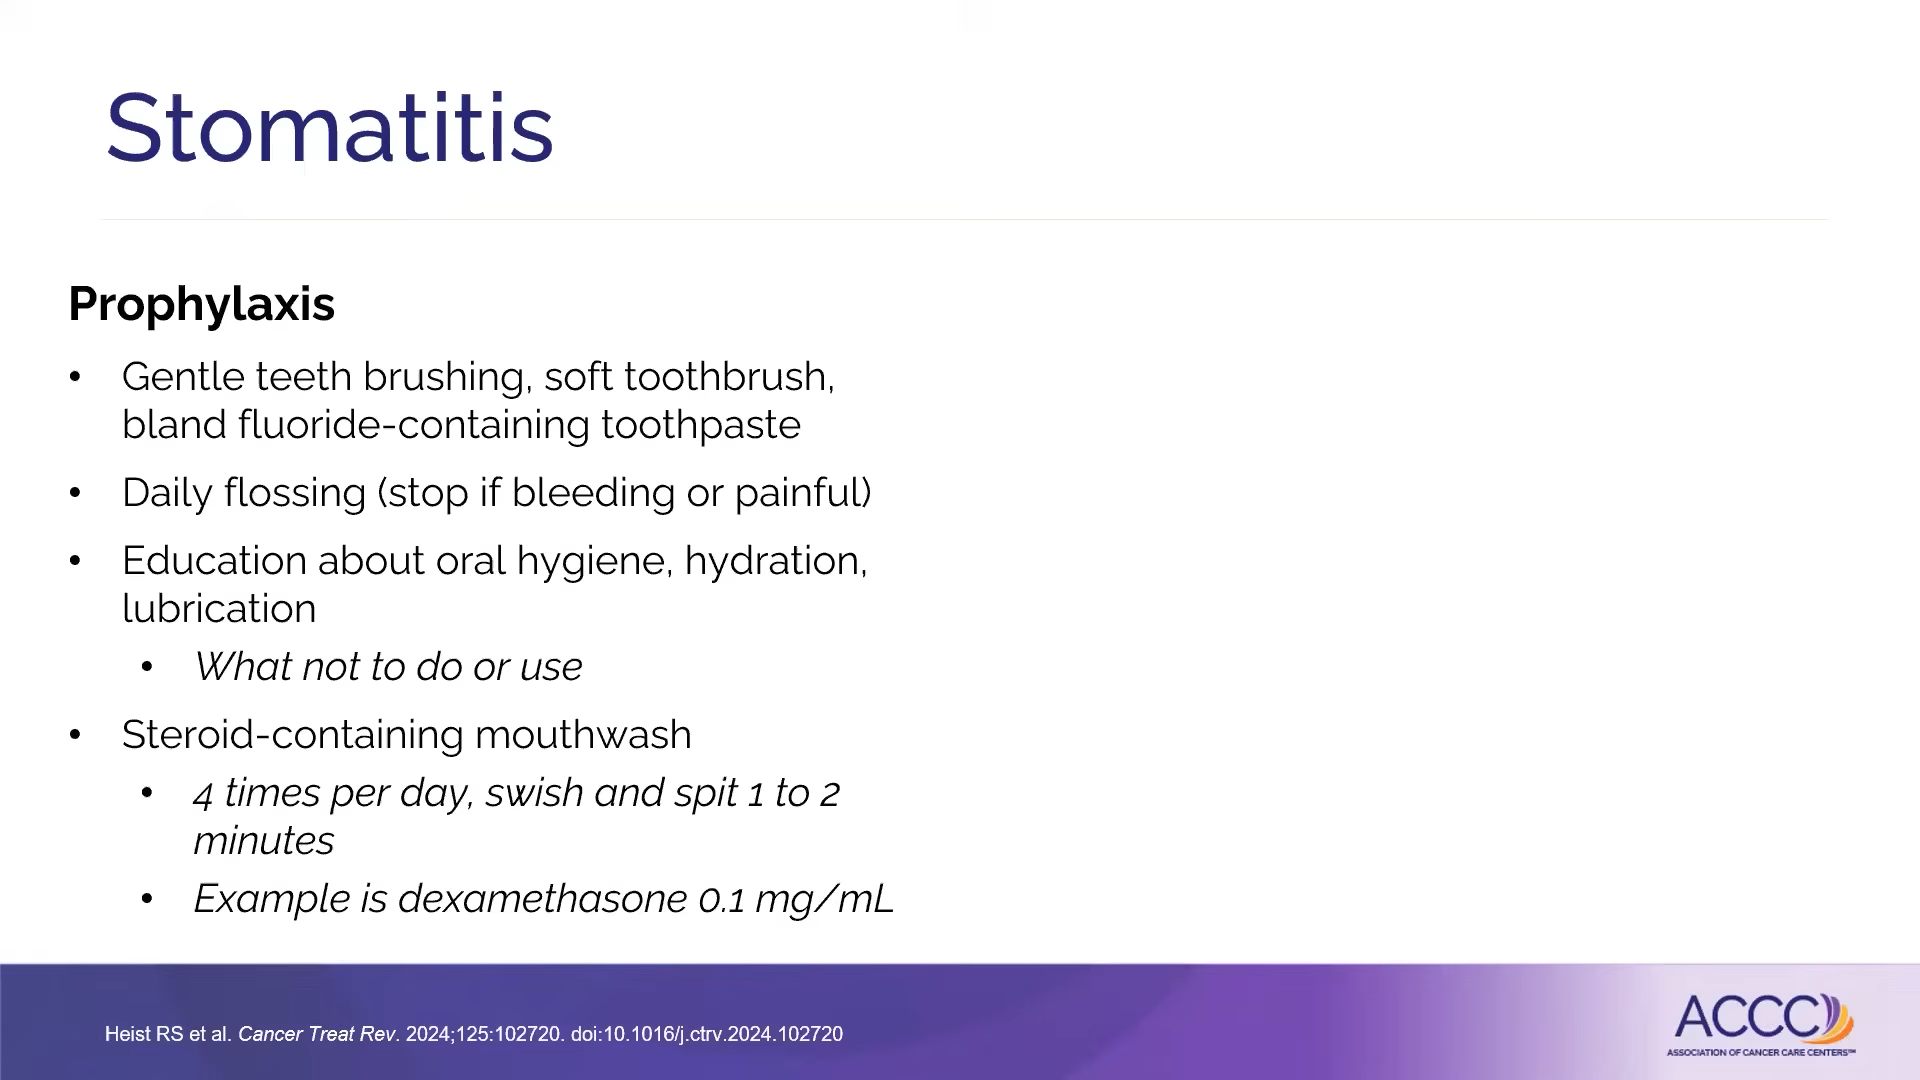 Stomatitis
Prophylaxis
• Gentle teeth brushing, soft toothbrush,
bland fluoride-containing toothpaste
• Daily flossing (stop if bleeding or painful)
• Education about oral hygiene, hydration,
lubrication
• What not to do or use
• Steroid-containing mouthwash
• 4 times per day, swish and spit 1 to 2
minutes
• Example is dexamethasone 0.1 mg/mL
Heist RS et al. Cancer Treat Rev. 2024;125:102720. doi:10.1016/j.ctrv.2024.102720
ACCC
ASSOCIATION OF CANCER CARE CENTERS™